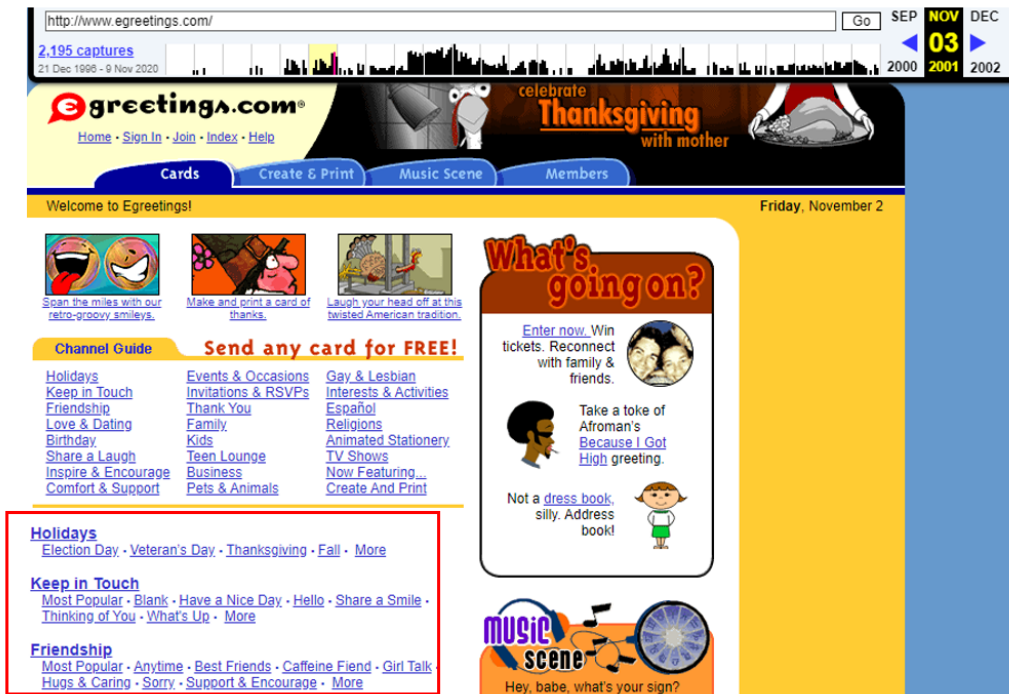 http://www.egreetings.com/
Go
SEP NOV DEC
03
2,195 captures
21 Dec 1996 - 9 Nov 2020
2000 2001 2002
egreetings.com®
Home · Sign In · Join · Index · Help
celebrate
Thanksgiving
with mother
Cards
Create & Print
Music Scene
Members
Welcome to Egreetings!
Friday, November 2
Span the miles with our
retro-groovy smileys.
Make and print a card of
thanks.
Laugh your head off at this
twisted American tradition.
Channel Guide
Send any card for FREE!
Holidays
Keep in Touch
Friendship
Love & Dating
Birthday
Share a Laugh
Inspire & Encourage
Comfort & Support
Events & Occasions
Invitations & RSVPs
Thank You
Family
Kids
Teen Lounge
Business
Pets & Animals
Gay & Lesbian
Interests & Activities
Español
Religions
Animated Stationery
TV Shows
Now Featuring...
Create And Print
Holidays
Election Day · Veteran's Day · Thanksgiving · Fall · More
Keep in Touch
Most Popular · Blank · Have a Nice Day · Hello · Share a Smile ·
Thinking of You · What's Up · More
Friendship
Most Popular · Anytime · Best Friends · Caffeine Fiend · Girl Talk ·
Hugs & Caring · Sorry · Support & Encourage · More
What's
going on?
Enter now. Win
tickets. Reconnect
with family &
friends.
Take a toke of
Afroman's
Because I Got
High greeting.
Not a dress book,
silly. Address
book!
MUSIC
SCENE
Hey, babe, what's your sign?